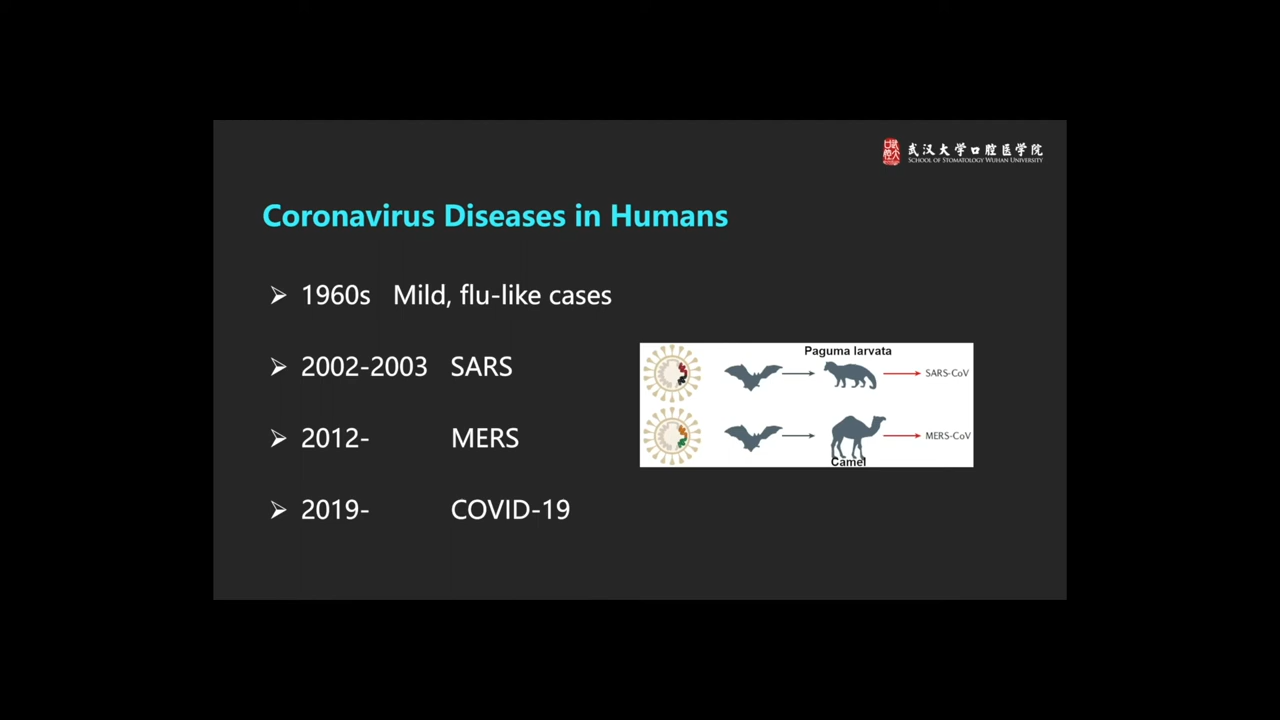 武汉大学口腔医学院
SCHOOL OF STOMATOLOGY WUHAN UNIVERSITY
Coronavirus Diseases in Humans
1960s Mild, flu-like cases
2002-2003 SARS
2012- MERS
2019- COVID-19
Paguma larvata
SARS-CoV
MERS-CoV
Camel